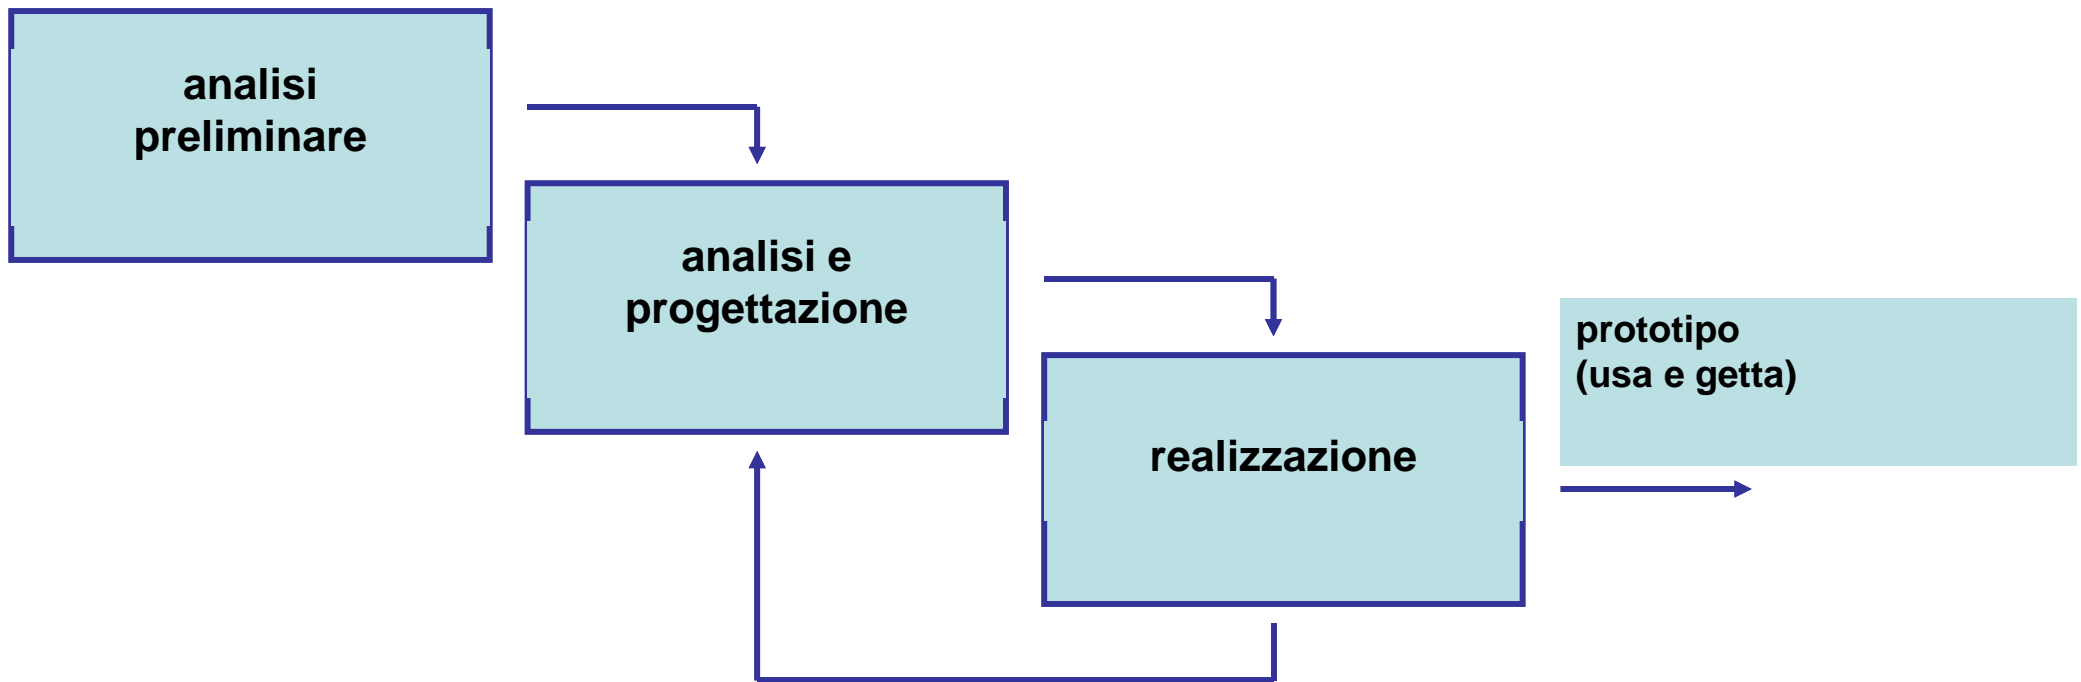 analisi
preliminare
analisi e
progettazione
prototipo
(usa e getta)
realizzazione